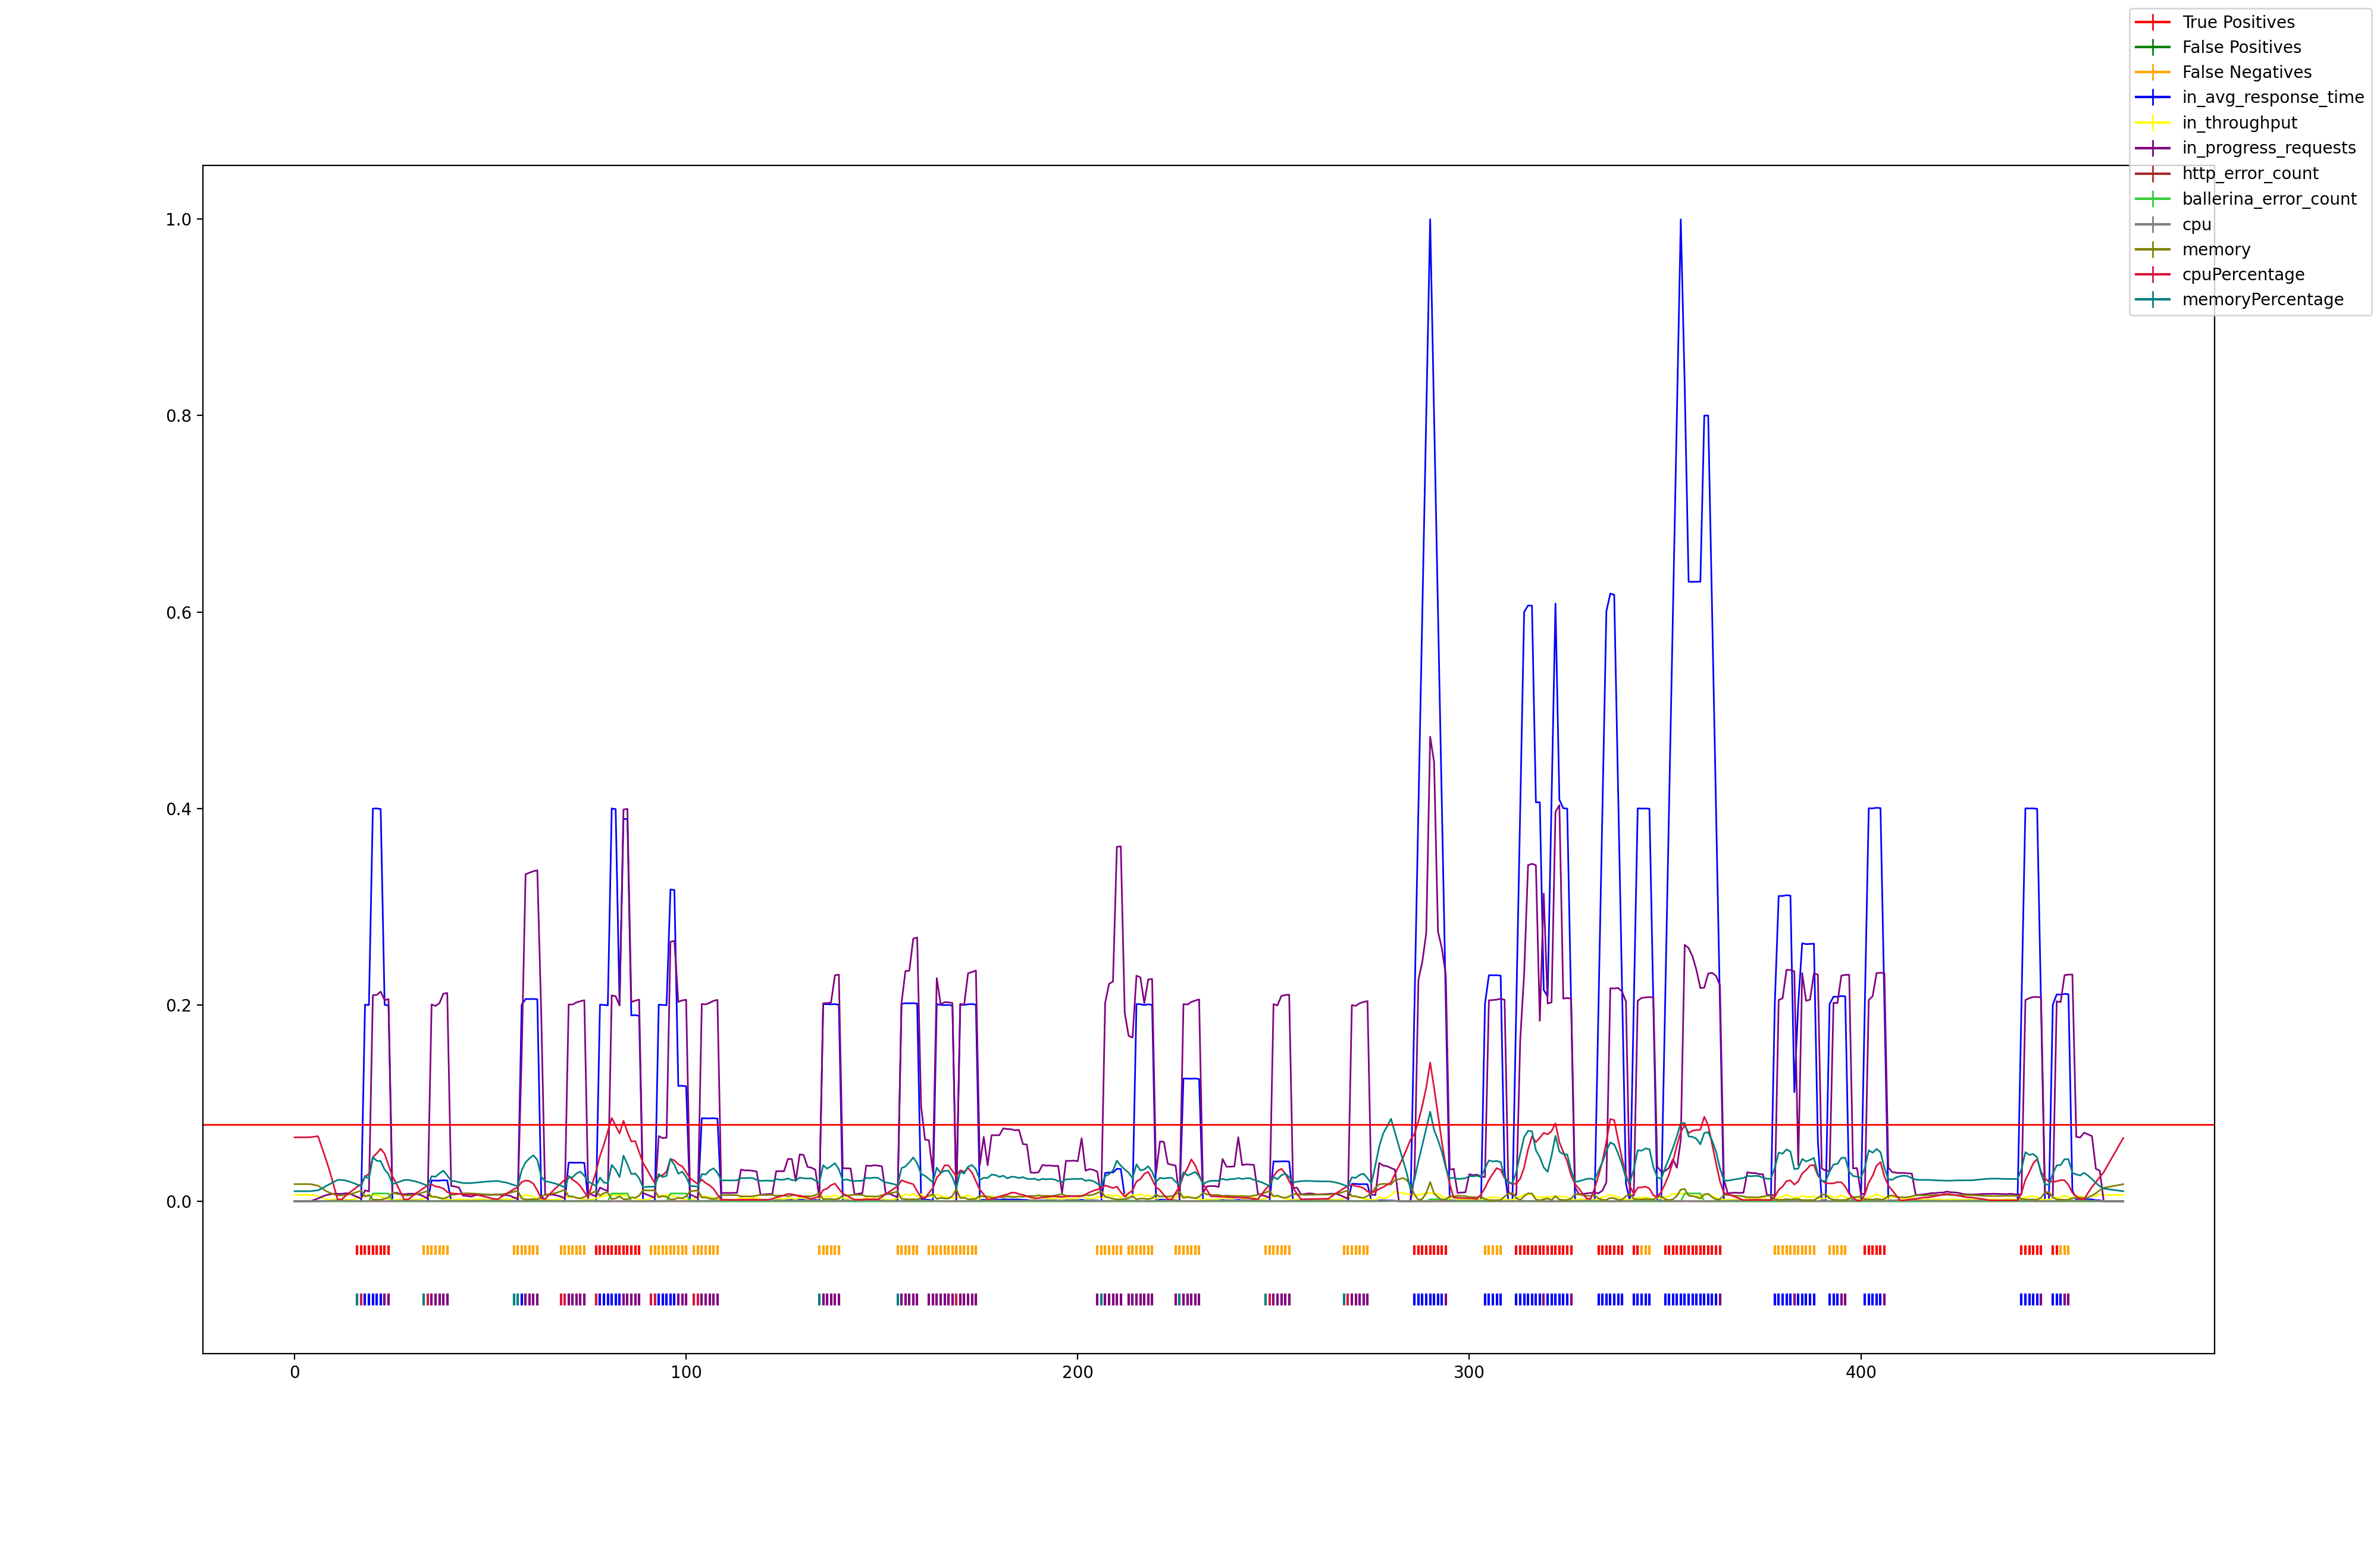 True Positives
False Positives
False Negatives
in_avg_response_time
in_throughput
in_progress_requests
http_error_count
ballerina_error_count
cpu
memory
cpuPercentage
memoryPercentage
1.0
0.8
0.6
0.4
0.2
0.0
0 100 200 300 400